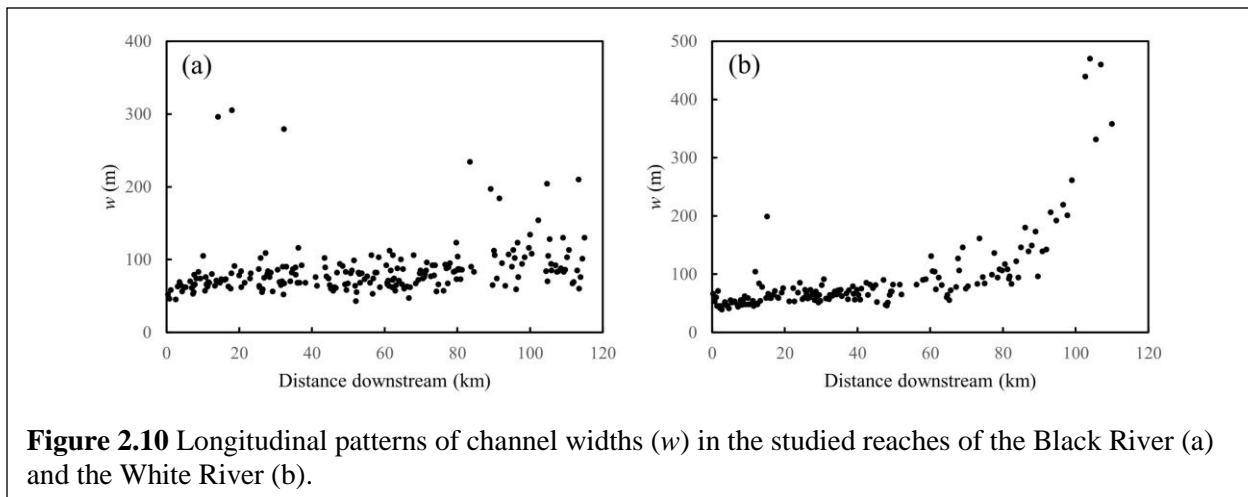 (a)
400
300
200
100
0
w (m)
0 20 40 60 80 100 120
Distance downstream (km)
(b)
500
400
300
200
100
0
w (m)
0 20 40 60 80 100 120
Distance downstream (km)
Figure 2.10 Longitudinal patterns of channel widths (w) in the studied reaches of the Black River (a)
and the White River (b).